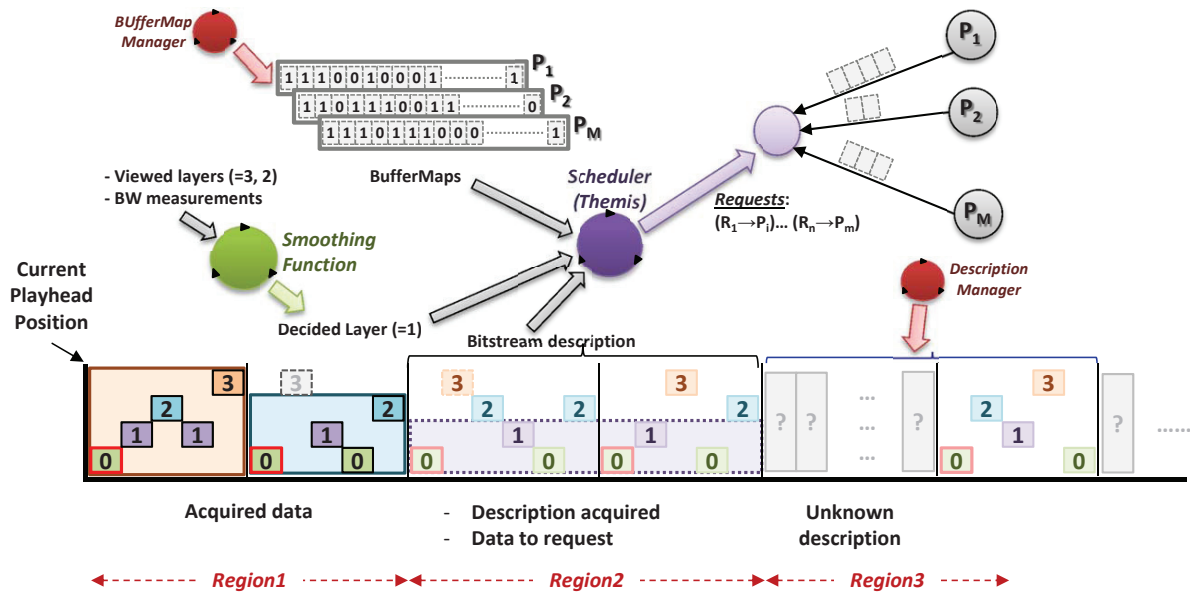 BUfferMap
Manager
1 1 1 0 0 1 0 0 0 1 ............ 1 P1
1 1 0 1 1 1 0 0 1 1 ............ 0 P2
1 1 1 1 0 1 1 1 0 0 0 ............ 1 PM
P1
P2
PM
- Viewed layers (=3, 2)
- BW measurements
BufferMaps
Scheduler
(Themis)
Requests:
(R1→Pi)... (Rn→Pm)
Smoothing
Function
Description
Manager
Current
Playhead
Position
Decided Layer (=1)
Bitstream description
3 3 3 3 ... 3
2 2 2 2 2 ? ? ... ? 2 ? ......
1 1 1 1 1 ... 1
0 0 0 0 0 0 0 ... 0 0
Acquired data
- Description acquired
- Data to request
Unknown
description
Region1
Region2
Region3